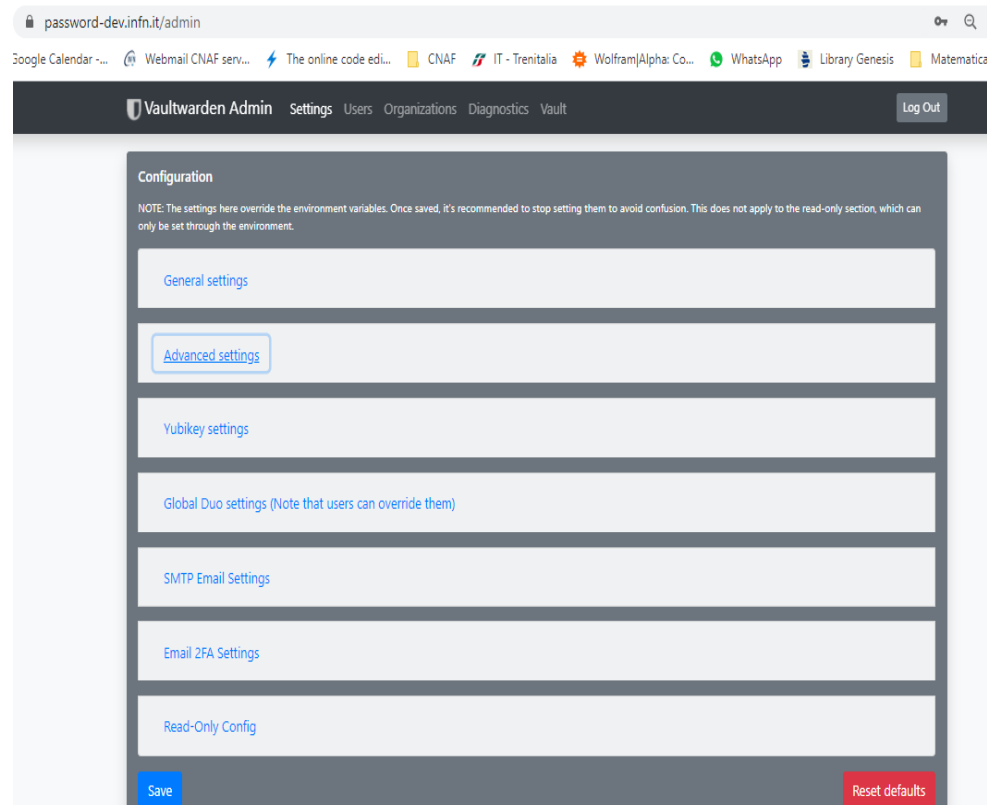 password-dev.infn.it/admin
Google Calendar -... Webmail CNAF serv... The online code edi... CNAF IT - Trenitalia Wolfram|Alpha: Co... WhatsApp Library Genesis Matematica
Vaultwarden Admin Settings Users Organizations Diagnostics Vault Log Out
Configuration
NOTE: The settings here override the environment variables. Once saved, it's recommended to stop setting them to avoid confusion. This does not apply to the read-only section, which can
only be set through the environment.
General settings
Advanced settings
Yubikey settings
Global Duo settings (Note that users can override them)
SMTP Email Settings
Email 2FA Settings
Read-Only Config
Save Reset defaults